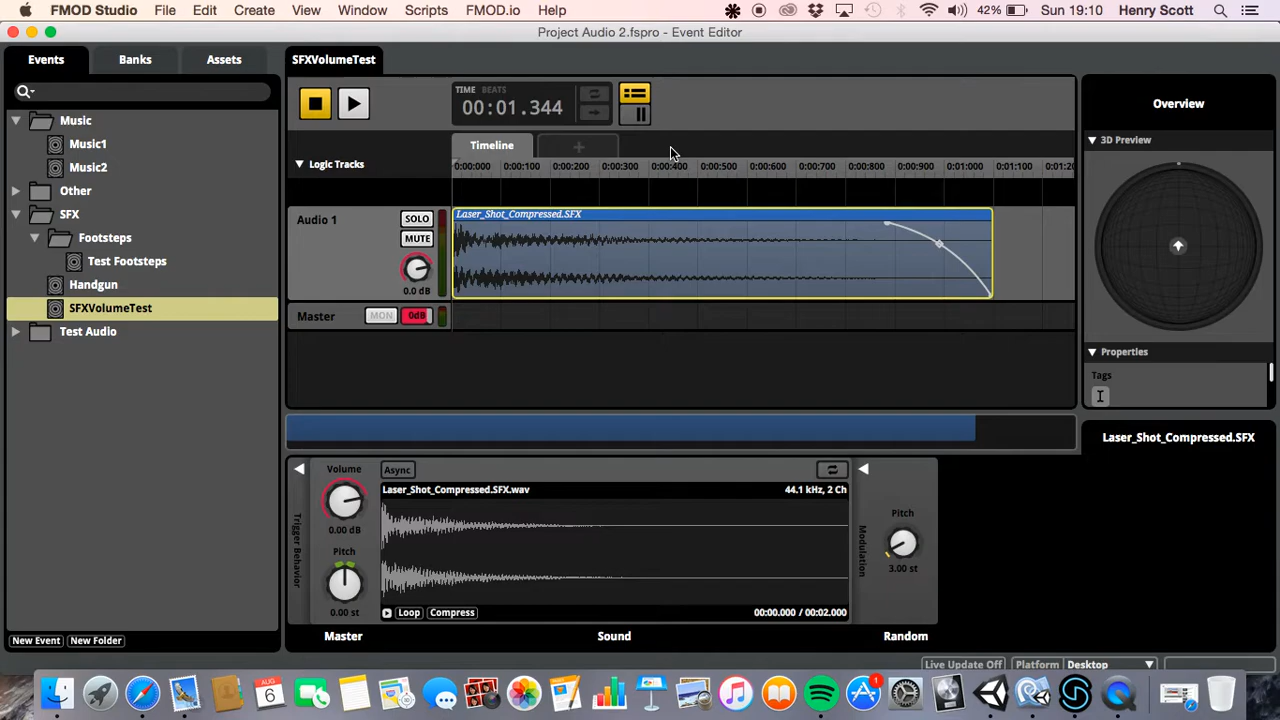 FMOD Studio File Edit Create View Window Scripts FMOD.io Help 42% Sun 19:10 Henry Scott
Project Audio 2.fspro - Event Editor
Events Banks Assets SFXVolumeTest
TIME BEATS
00:01.344
Overview
Music
Music1
Music2
Other
SFX
Footsteps
Test Footsteps
Handgun
SFXVolumeTest
Test Audio
New Event New Folder
Timeline +
Logic Tracks
0:00:000 0:00:100 0:00:200 0:00:300 0:00:400 0:00:500 0:00:600 0:00:700 0:00:800 0:00:900 0:01:000 0:01:100 0:01:20
Audio 1 SOLO
MUTE
0.0 dB
Laser_Shot_Compressed.SFX
Master MON 0dB
3D Preview
Properties
Tags
Laser_Shot_Compressed.SFX
Trigger Behavior
Volume
0.00 dB
Pitch
0.00 st
Master
Async
Laser_Shot_Compressed.SFX.wav 44.1 kHz, 2 Ch
Loop Compress 00:00.000 / 00:02.000
Sound
Modulation
Pitch
3.00 st
Random
Live Update Off Platform Desktop
AUG
6
1